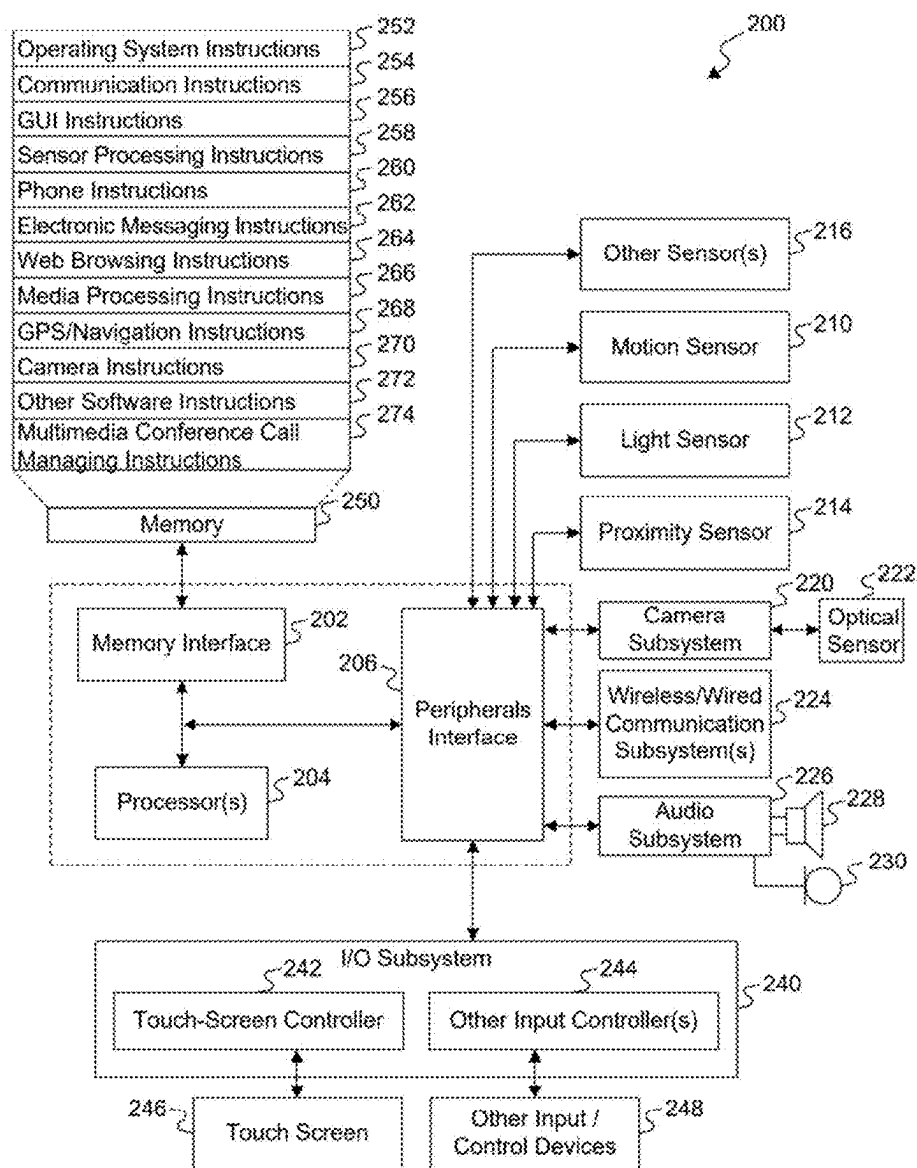 252
Operating System Instructions
254
Communication Instructions
256
GUI Instructions
258
Sensor Processing Instructions
260
Phone Instructions
262
Electronic Messaging Instructions
264
Web Browsing Instructions
266
Media Processing Instructions
268
GPS/Navigation Instructions
270
Camera Instructions
272
Other Software Instructions
274
Multimedia Conference Call
Managing Instructions
250
Memory
200
Other Sensor(s)
216
Motion Sensor
210
Light Sensor
212
Proximity Sensor
214
Memory Interface
202
206
Peripherals
Interface
Processor(s)
204
220
Camera
Subsystem
222
Optical
Sensor
Wireless/Wired
Communication
Subsystem(s)
224
226
Audio
Subsystem
228
230
I/O Subsystem
240
242
Touch-Screen Controller
244
Other Input Controller(s)
246
Touch Screen
Other Input /
Control Devices
248